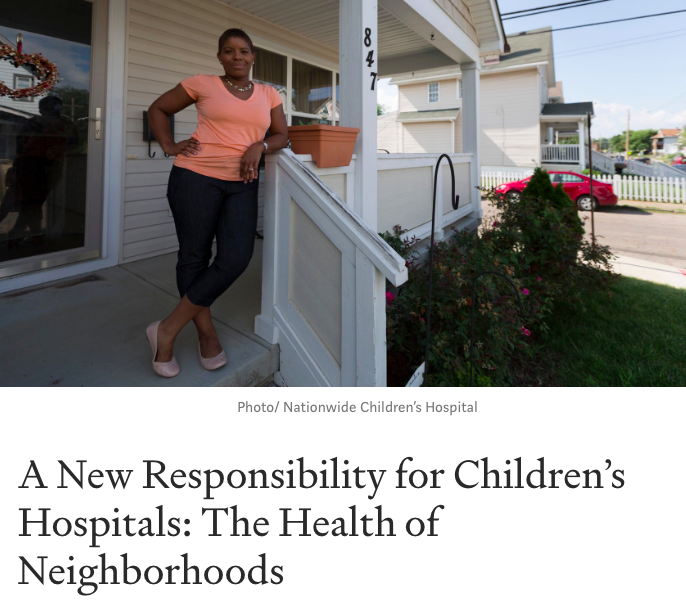 847
Photo/ Nationwide Children's Hospital
A New Responsibility for Children's
Hospitals: The Health of
Neighborhoods